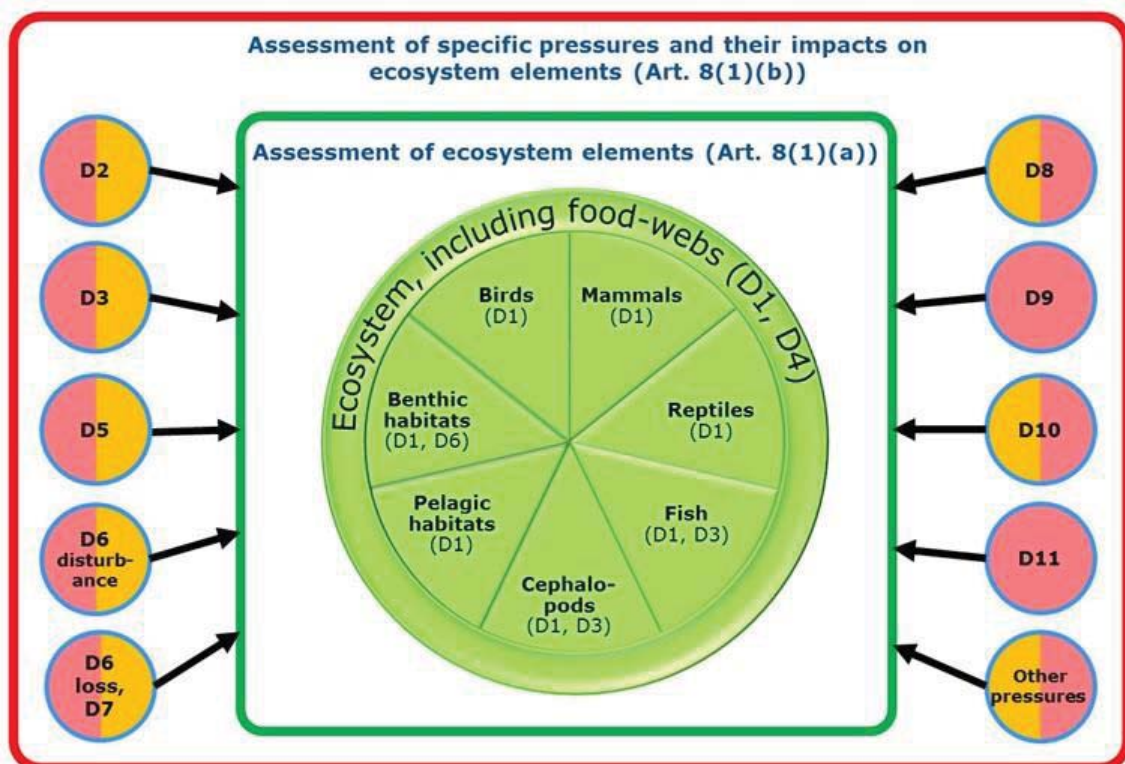 Assessment of specific pressures and their impacts on
ecosystem elements (Art. 8(1)(b))
Assessment of ecosystem elements (Art. 8(1)(a))
Ecosystem, including food-webs (D1, D4)
D2
D3
D5
D6
disturb-
ance
D6
loss,
D7
Birds
(D1)
Mammals
(D1)
Benthic
habitats
(D1, D6)
Reptiles
(D1)
Pelagic
habitats
(D1)
Fish
(D1, D3)
Cephalo-
pods
(D1, D3)
D8
D9
D10
D11
Other
pressures